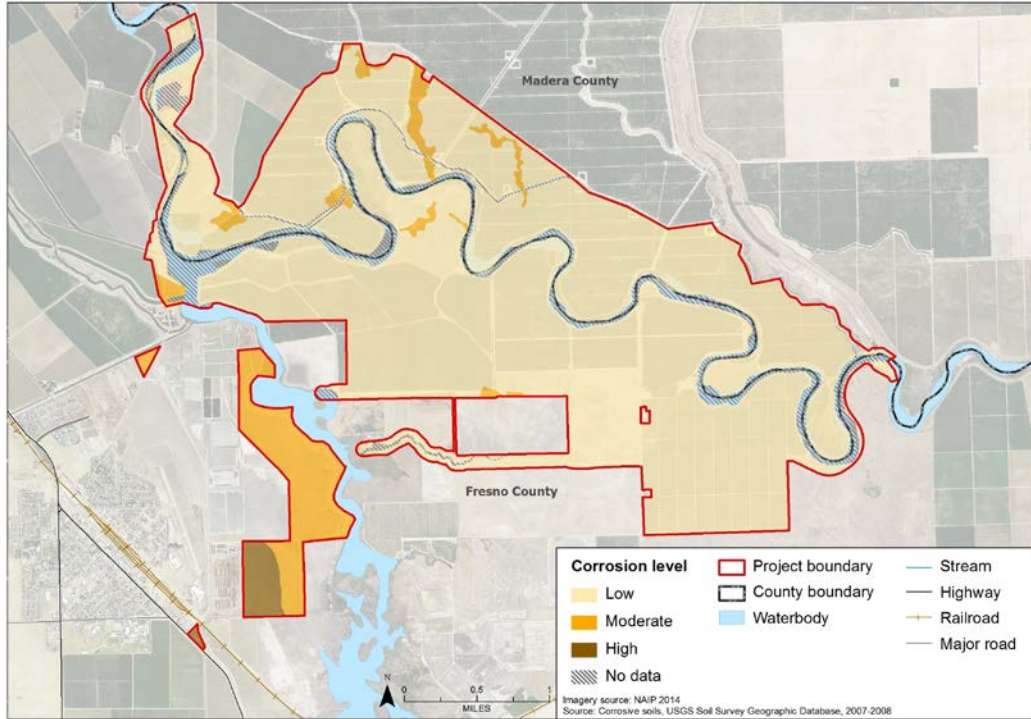 Madera County
Fresno County
Corrosion level
Low
Moderate
High
No data
Project boundary
County boundary
Waterbody
Stream
Highway
Railroad
Major road
N
0 0.5 1
MILES
Imagery source: NAIP 2014
Source: Corrosive soils, USGS Soil Survey Geographic Database, 2007-2008